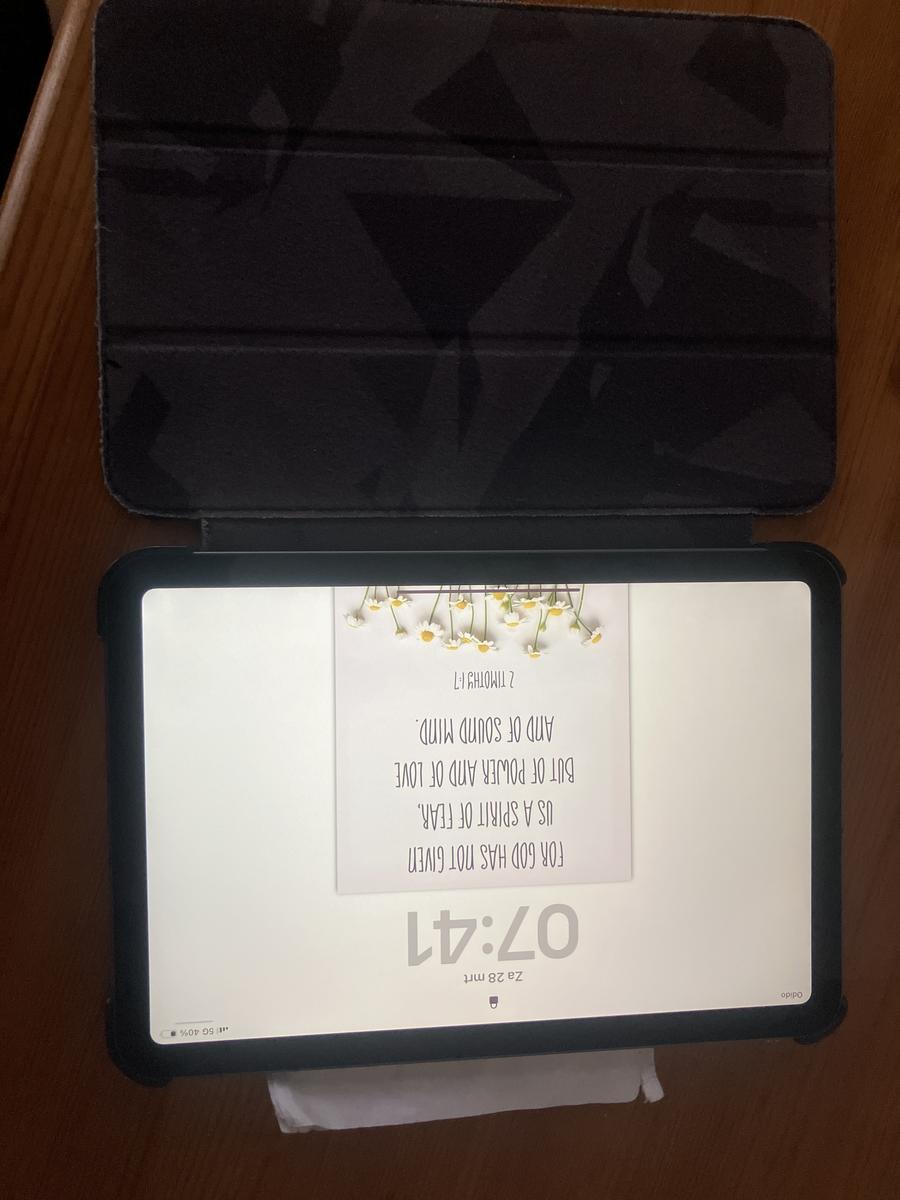 Odido
5G 40%
Za 28 mrt
07:41
FOR GOD HAS NOT GIVEN
US A SPIRIT OF FEAR,
BUT OF POWER AND OF LOVE
AND OF SOUND MIND.
2 TIMOTHY 1:7